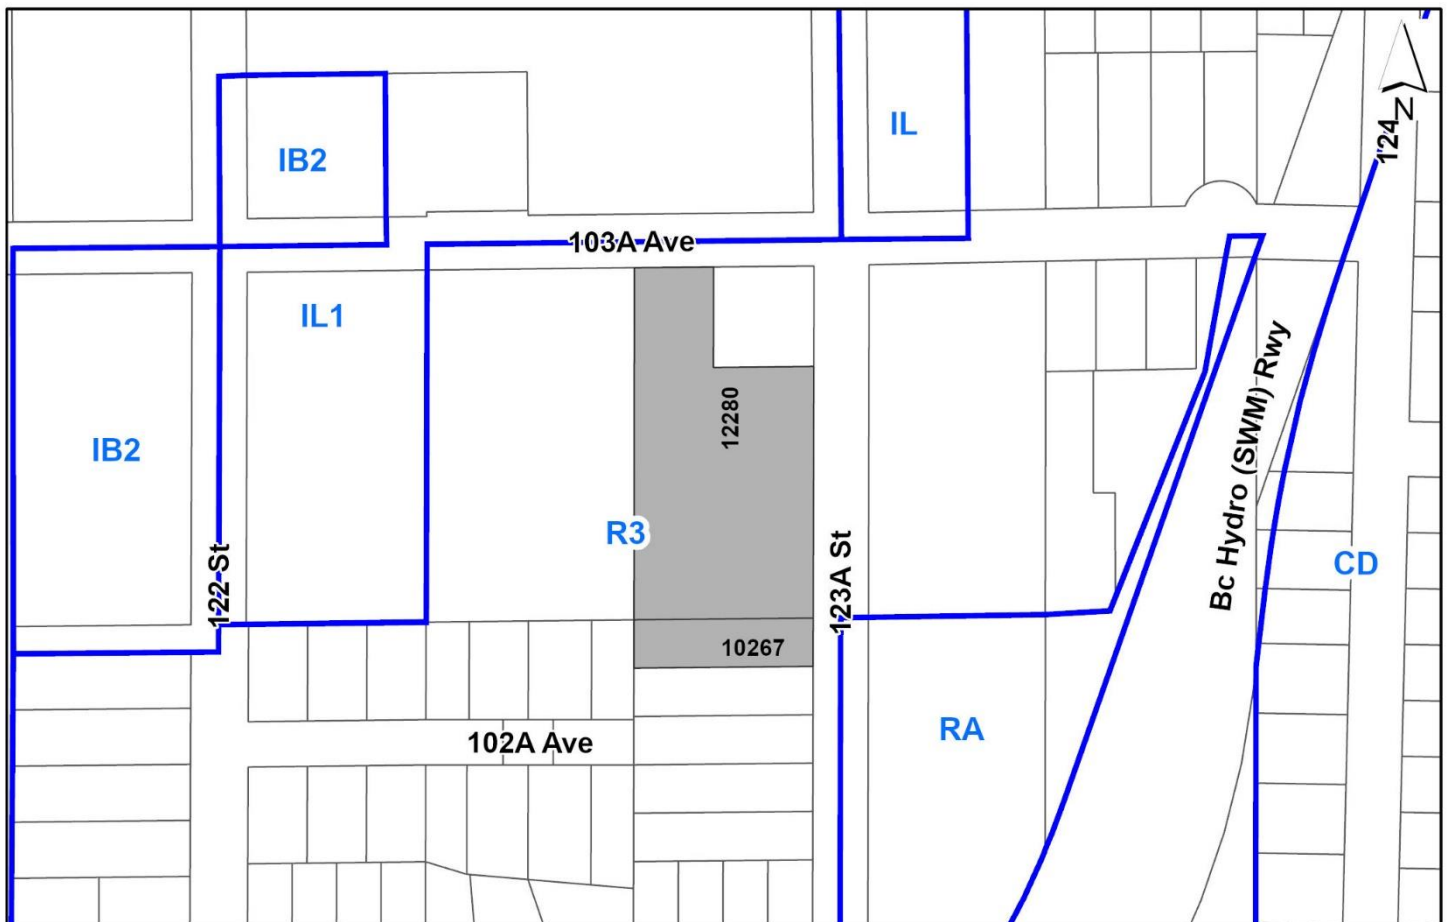 IB2
IL
124
N
103A Ave
IL1
12280
IB2
R3
122 St
123A St
Bc Hydro (SWM) Rwy
CD
10267
102A Ave
RA